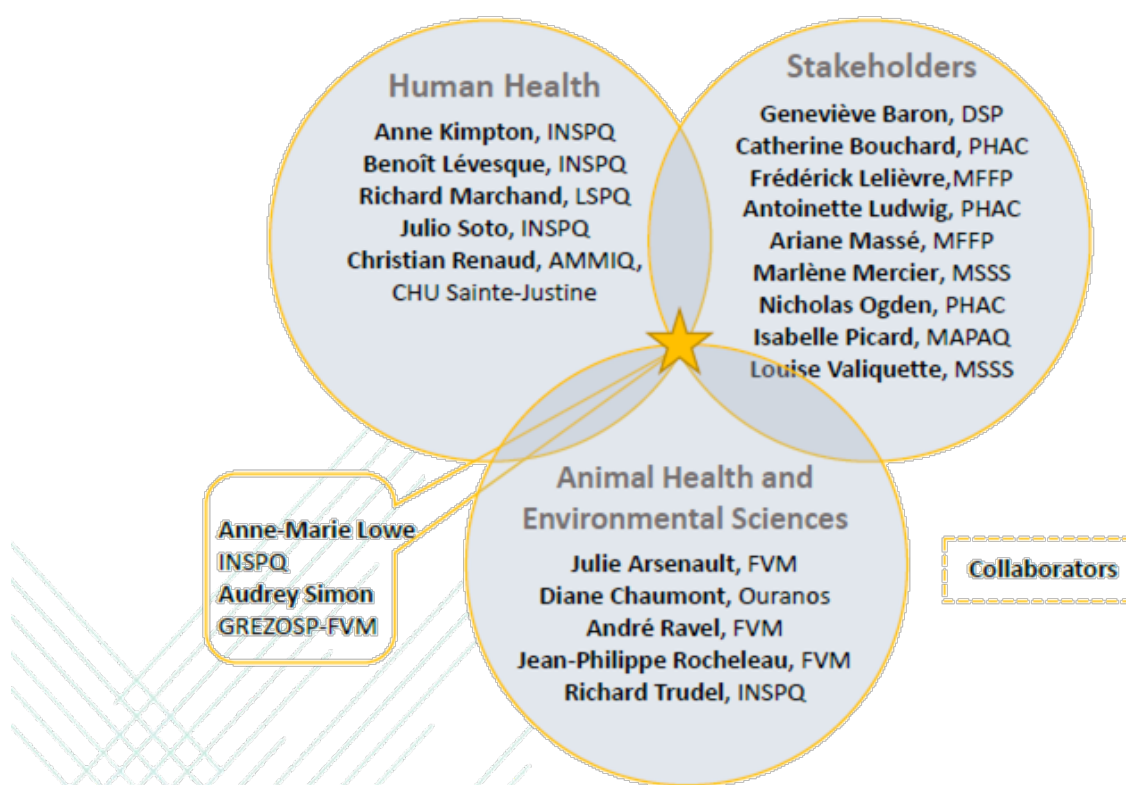 Human Health
Anne Kimpton, INSPQ
Benoît Lévesque, INSPQ
Richard Marchand, LSPQ
Julio Soto, INSPQ
Christian Renaud, AMMIQ,
CHU Sainte-Justine
Stakeholders
Geneviève Baron, DSP
Catherine Bouchard, PHAC
Frédérick Lelièvre,MFFP
Antoinette Ludwig, PHAC
Ariane Massé, MFFP
Marlène Mercier, MSSS
Nicholas Ogden, PHAC
Isabelle Picard, MAPAQ
Louise Valiquette, MSSS
Animal Health and
Environmental Sciences
Julie Arsenault, FVM
Diane Chaumont, Ouranos
André Ravel, FVM
Jean-Philippe Rocheleau, FVM
Richard Trudel, INSPQ
Anne-Marie Lowe
INSPQ
Audrey Simon
GREZOSP-FVM
Collaborators